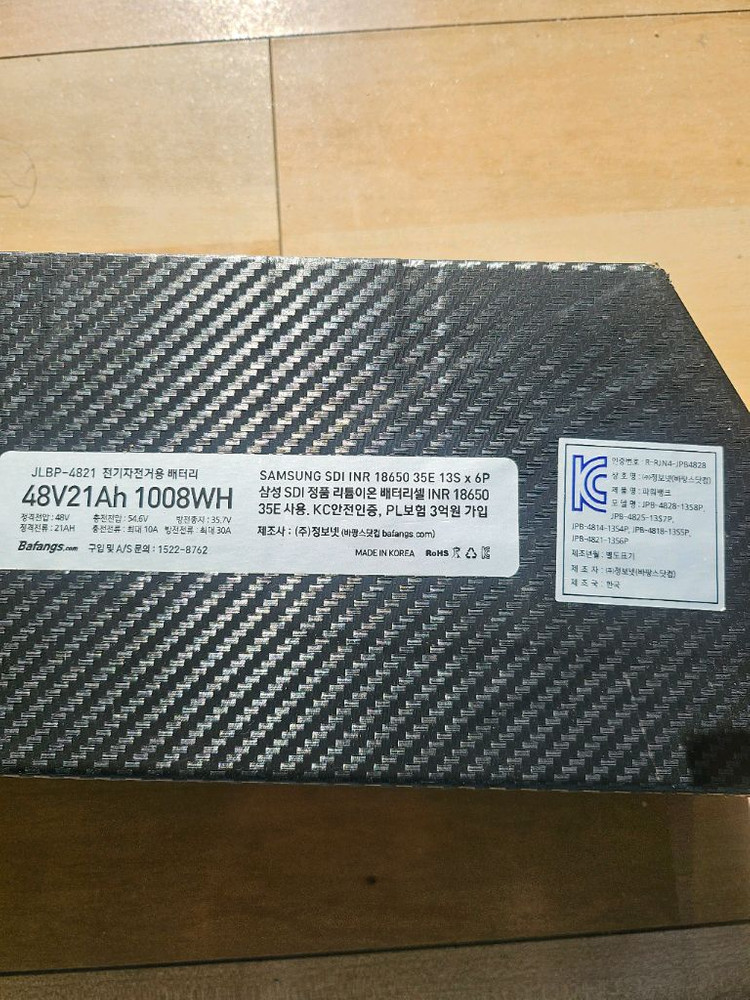 JLBP-4821 전기자전거용 배터리
48V21Ah 1008WH
정격전압 : 48V 충전전압 : 54.6V 방전종지 : 35.7V
정격전류 : 21AH 충전전류 : 최대 10A 방전전류 : 최대 30A
Bafangs.com 구입 및 A/S 문의 : 1522-8762
SAMSUNG SDI INR 18650 35E 13S x 6P
삼성 SDI 정품 리튬이온 배터리셀 INR 18650
35E 사용, KC안전인증, PL보험 3억원 가입
제조사 : (주)정보넷 (바팡스닷컴 bafangs.com)
MADE IN KOREA RoHS
KC
인증번호 : R-RJN4-JPB4828
상 호 명 : ㈜정보넷(바팡스닷컴)
제 품 명 : 파워뱅크
모 델 명 : JPB-4828-13S8P,
JPB-4825-13S7P,
JPB-4814-13S4P, JPB-4818-13S5P,
JPB-4821-13S6P
제조년월 : 별도표기
제 조 자 : ㈜정보넷(바팡스닷컴)
제 조 국 : 한국